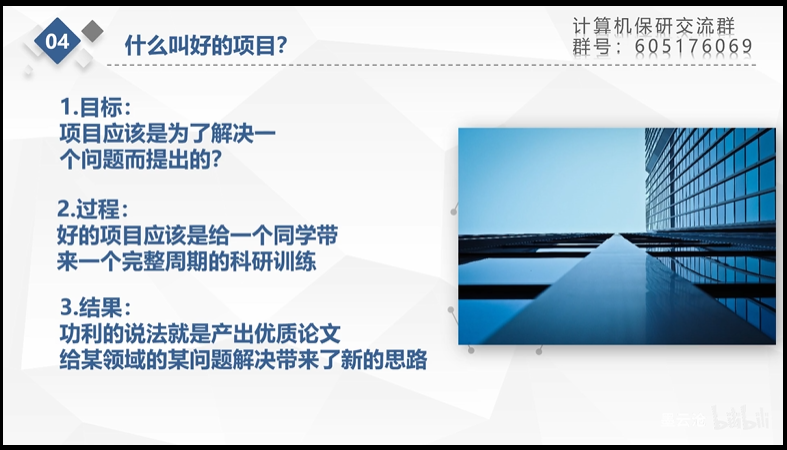 04
什么叫好的项目?
计算机保研交流群
群号：605176069
1.目标：
项目应该是为了解决一
个问题而提出的?
2.过程：
好的项目应该是给一个同学带
来一个完整周期的科研训练
3.结果：
功利的说法就是产出优质论文
给某领域的某问题解决带来了新的思路
bilibili